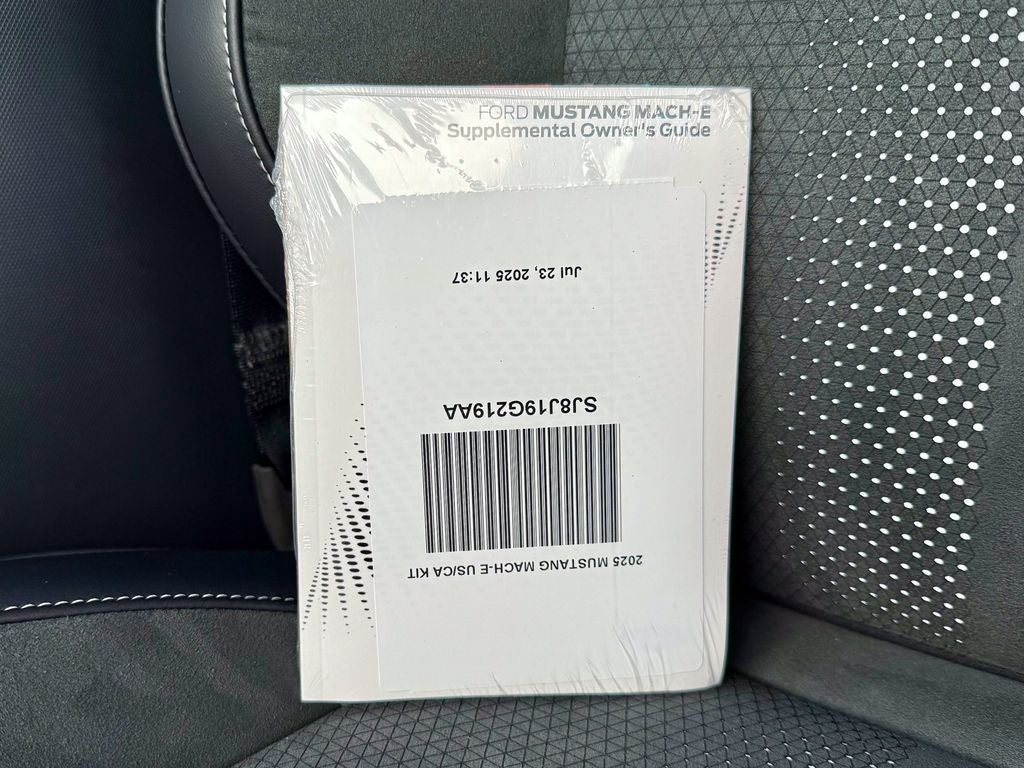 FORD MUSTANG MACH-E
Supplemental Owner's Guide
2025 MUSTANG MACH-E US/CA KIT
SJ8J19G219AA
Jul 23, 2025 11:37